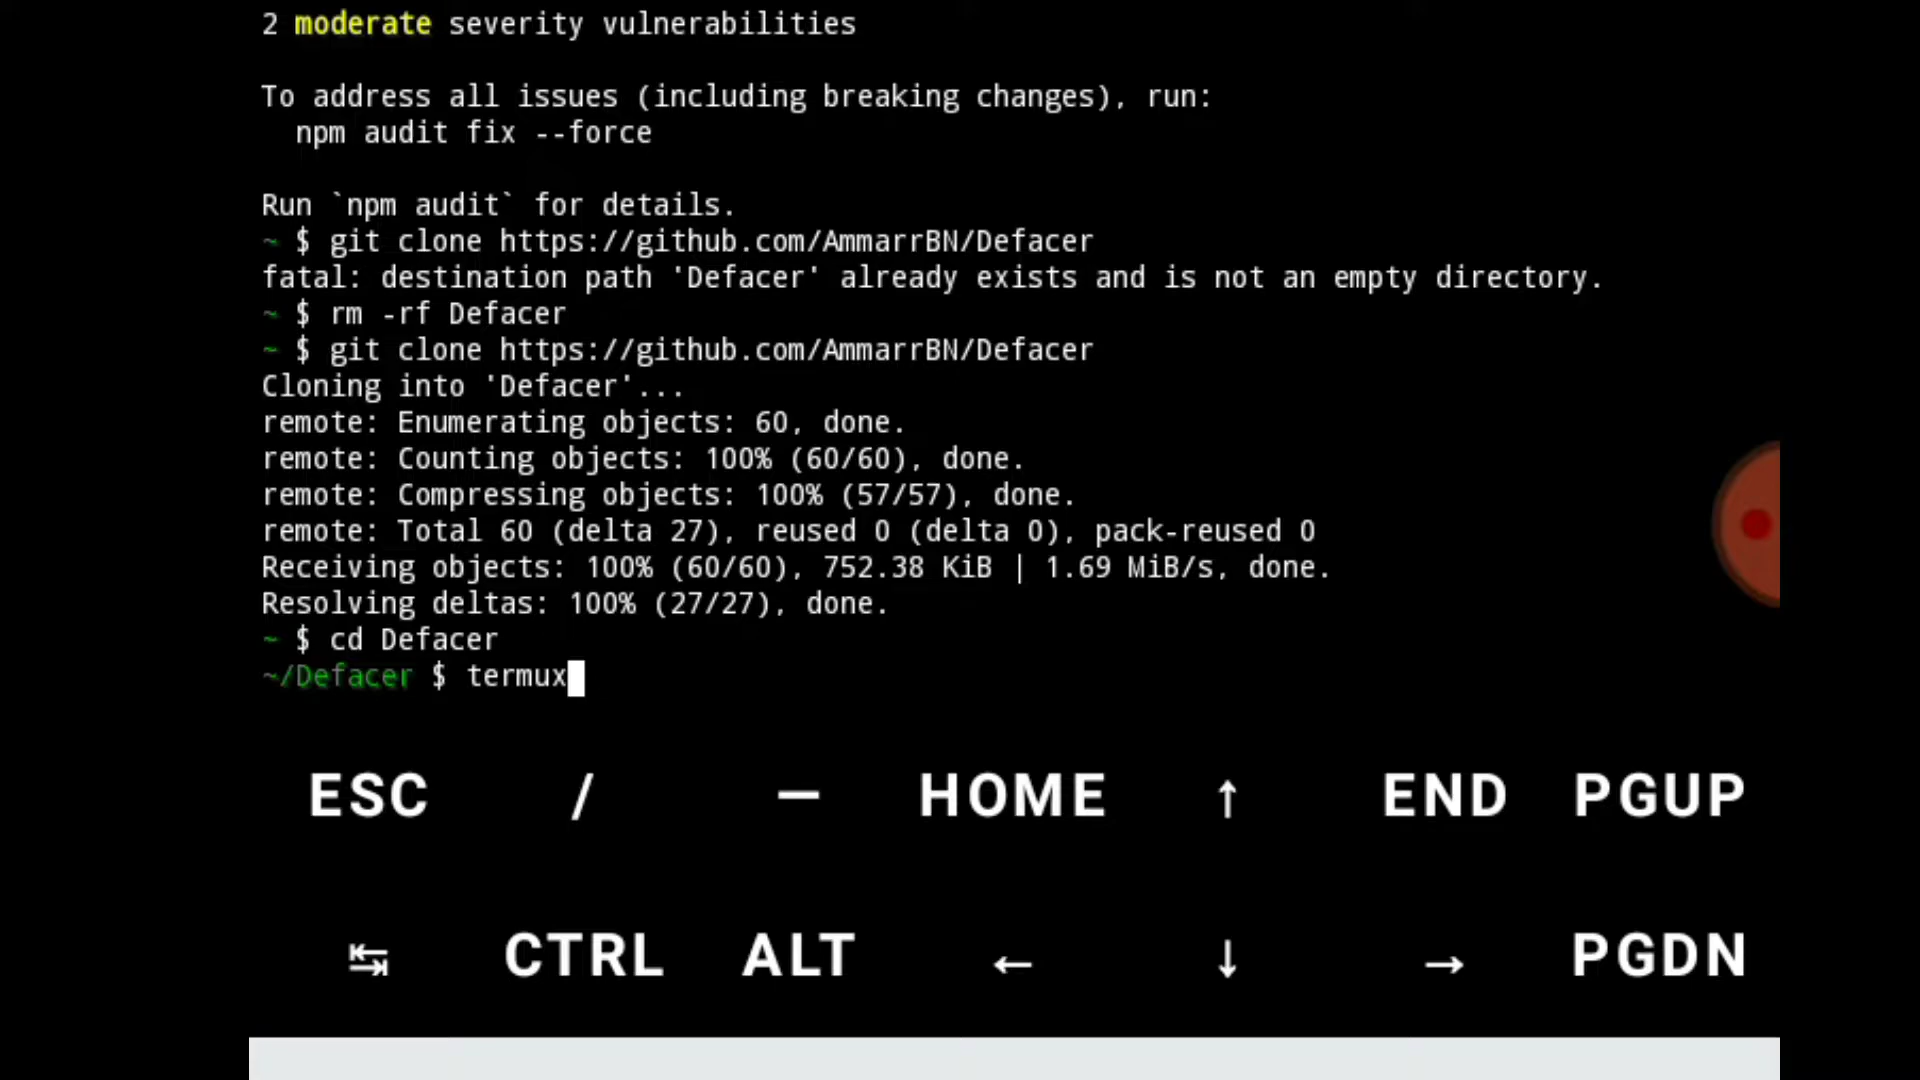 2 moderate severity vulnerabilities
To address all issues (including breaking changes), run:
npm audit fix --force
Run `npm audit` for details.
~ $ git clone https://github.com/AmmarrBN/Defacer
fatal: destination path 'Defacer' already exists and is not an empty directory.
~ $ rm -rf Defacer
~ $ git clone https://github.com/AmmarrBN/Defacer
Cloning into 'Defacer'...
remote: Enumerating objects: 60, done.
remote: Counting objects: 100% (60/60), done.
remote: Compressing objects: 100% (57/57), done.
remote: Total 60 (delta 27), reused 0 (delta 0), pack-reused 0
Receiving objects: 100% (60/60), 752.38 KiB | 1.69 MiB/s, done.
Resolving deltas: 100% (27/27), done.
~ $ cd Defacer
~/Defacer $ termux
ESC / — HOME ↑ END PGUP
↹ CTRL ALT ← ↓ → PGDN